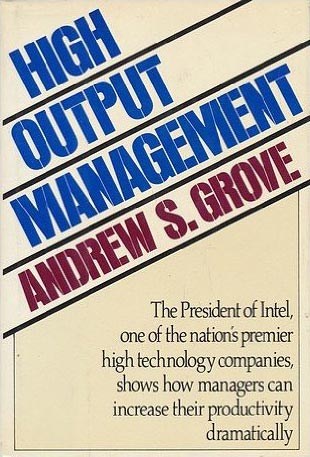 HIGH
OUTPUT
MANAGEMENT
ANDREW S. GROVE
The President of Intel,
one of the nation's premier
high technology companies,
shows how managers can
increase their productivity
dramatically